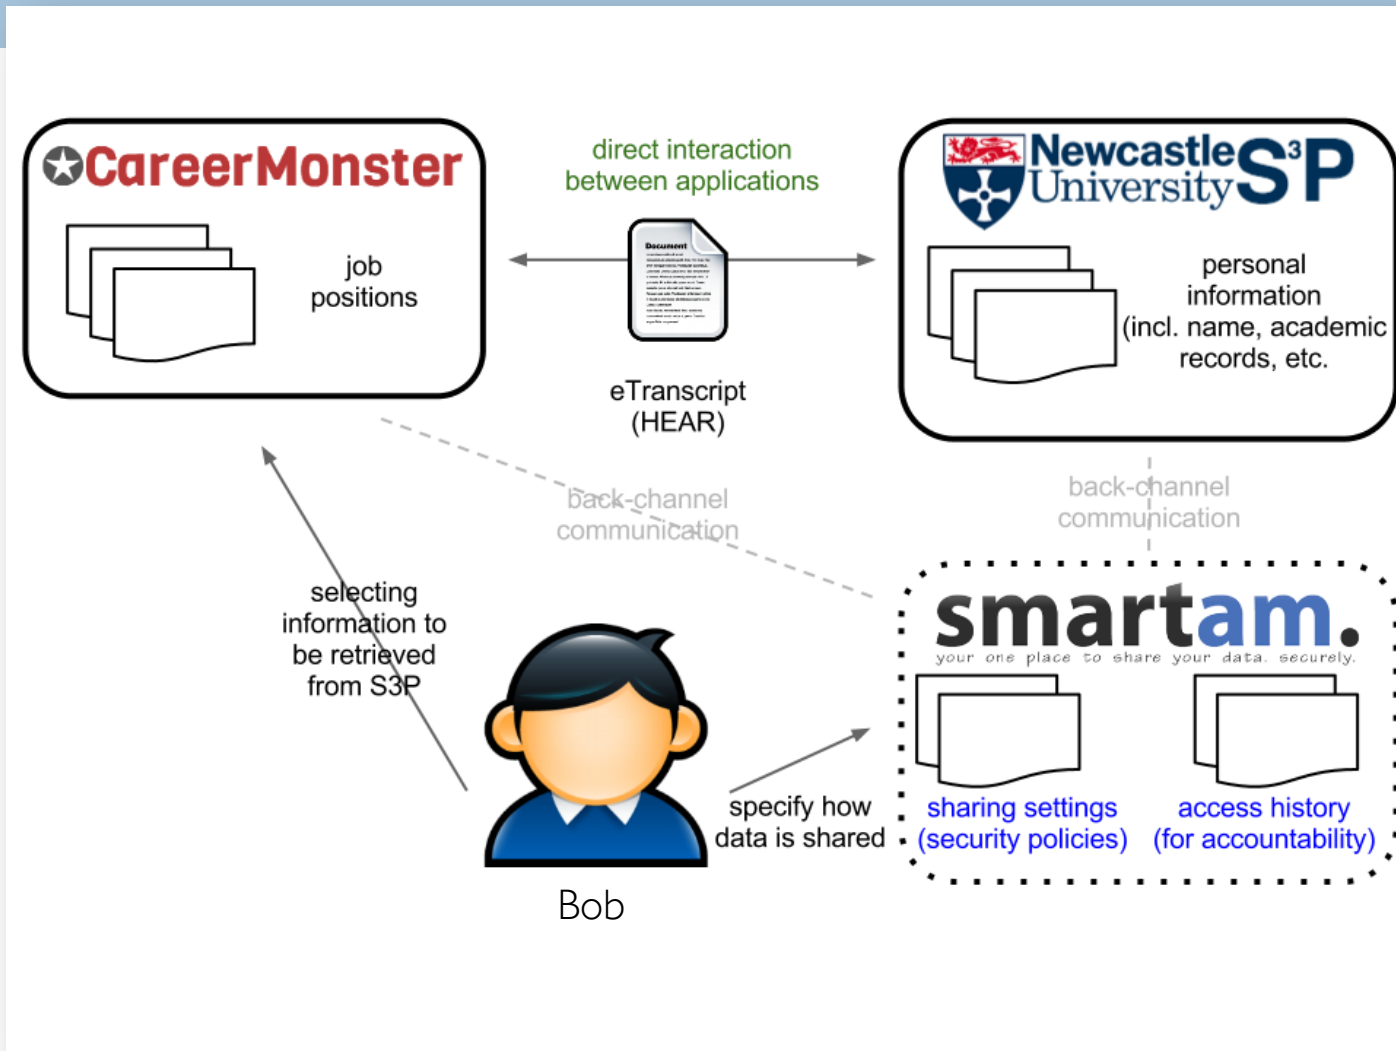 CareerMonster
job
positions
direct interaction
between applications
Document
eTranscript
(HEAR)
Newcastle
University
S³P
personal
information
(incl. name, academic
records, etc.
back-channel
communication
back-channel
communication
selecting
information to
be retrieved
from S3P
Bob
specify how
data is shared
smartam.
your one place to share your data. securely.
sharing settings
(security policies)
access history
(for accountability)